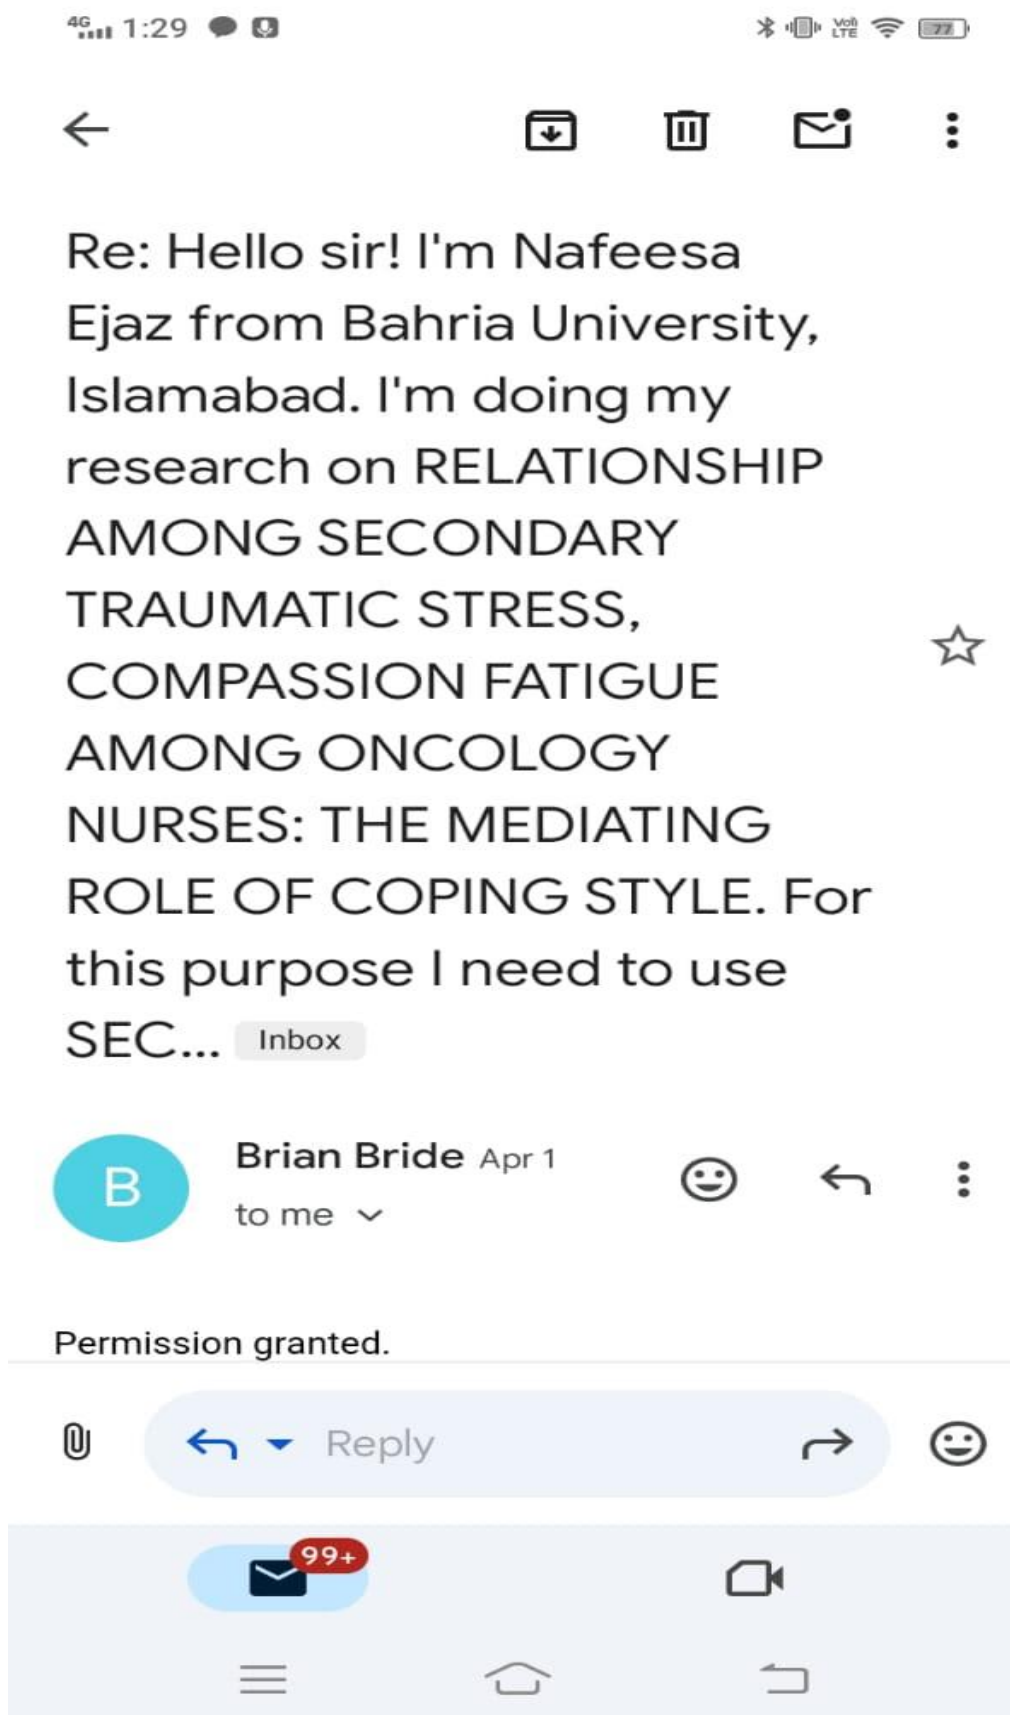 4G 1:29 Voll LTE 77
Re: Hello sir! I'm Nafeesa
Ejaz from Bahria University,
Islamabad. I'm doing my
research on RELATIONSHIP
AMONG SECONDARY
TRAUMATIC STRESS,
COMPASSION FATIGUE
AMONG ONCOLOGY
NURSES: THE MEDIATING
ROLE OF COPING STYLE. For
this purpose I need to use
SEC... Inbox
B
Brian Bride Apr 1
to me
Permission granted.
Reply
99+